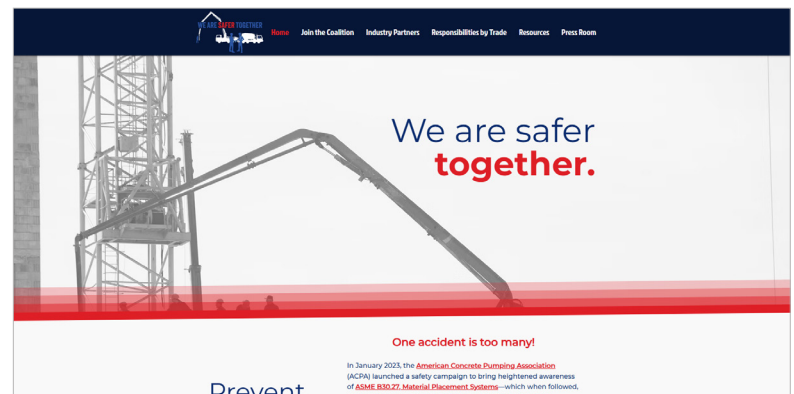 WE ARE SAFER TOGETHER
Home Join the Coalition Industry Partners Responsibilities by Trade Resources Press Room
We are safer
together.
One accident is too many!
In January 2023, the American Concrete Pumping Association
(ACPA) launched a safety campaign to bring heightened awareness
of ASME B30.27, Material Placement Systems—which when followed,
Prevent